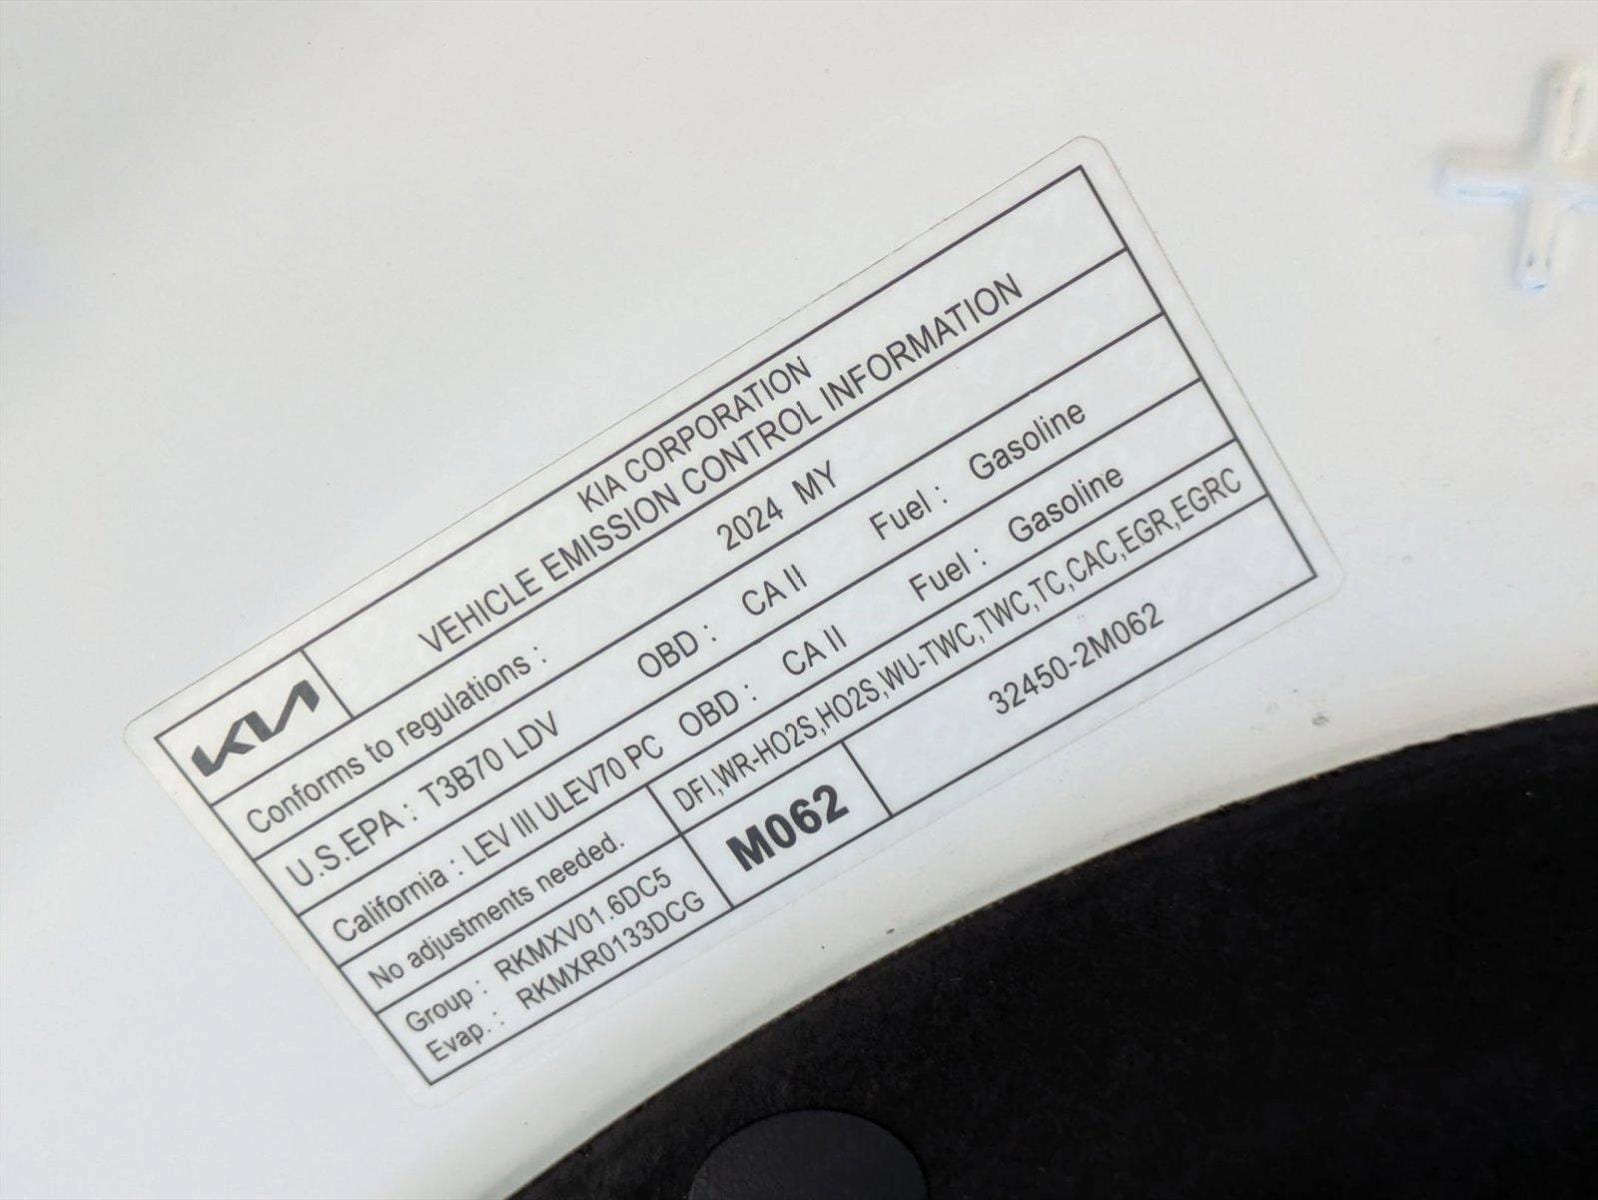 KIA
KIA CORPORATION
VEHICLE EMISSION CONTROL INFORMATION
Conforms to regulations : 2024 MY
U.S.EPA : T3B70 LDV OBD : CA II Fuel : Gasoline
California : LEV III ULEV70 PC OBD : CA II Fuel : Gasoline
No adjustments needed. DFI,WR-HO2S,HO2S,WU-TWC,TWC,TC,CAC,EGR,EGRC
Group : RKMXV01.6DC5
Evap. : RKMXR0133DCG
M062
32450-2M062